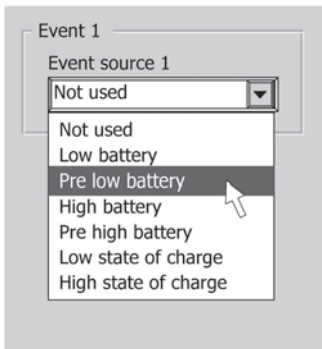 Event 1
Event source 1
Not used
Not used
Low battery
Pre low battery
High battery
Pre high battery
Low state of charge
High state of charge